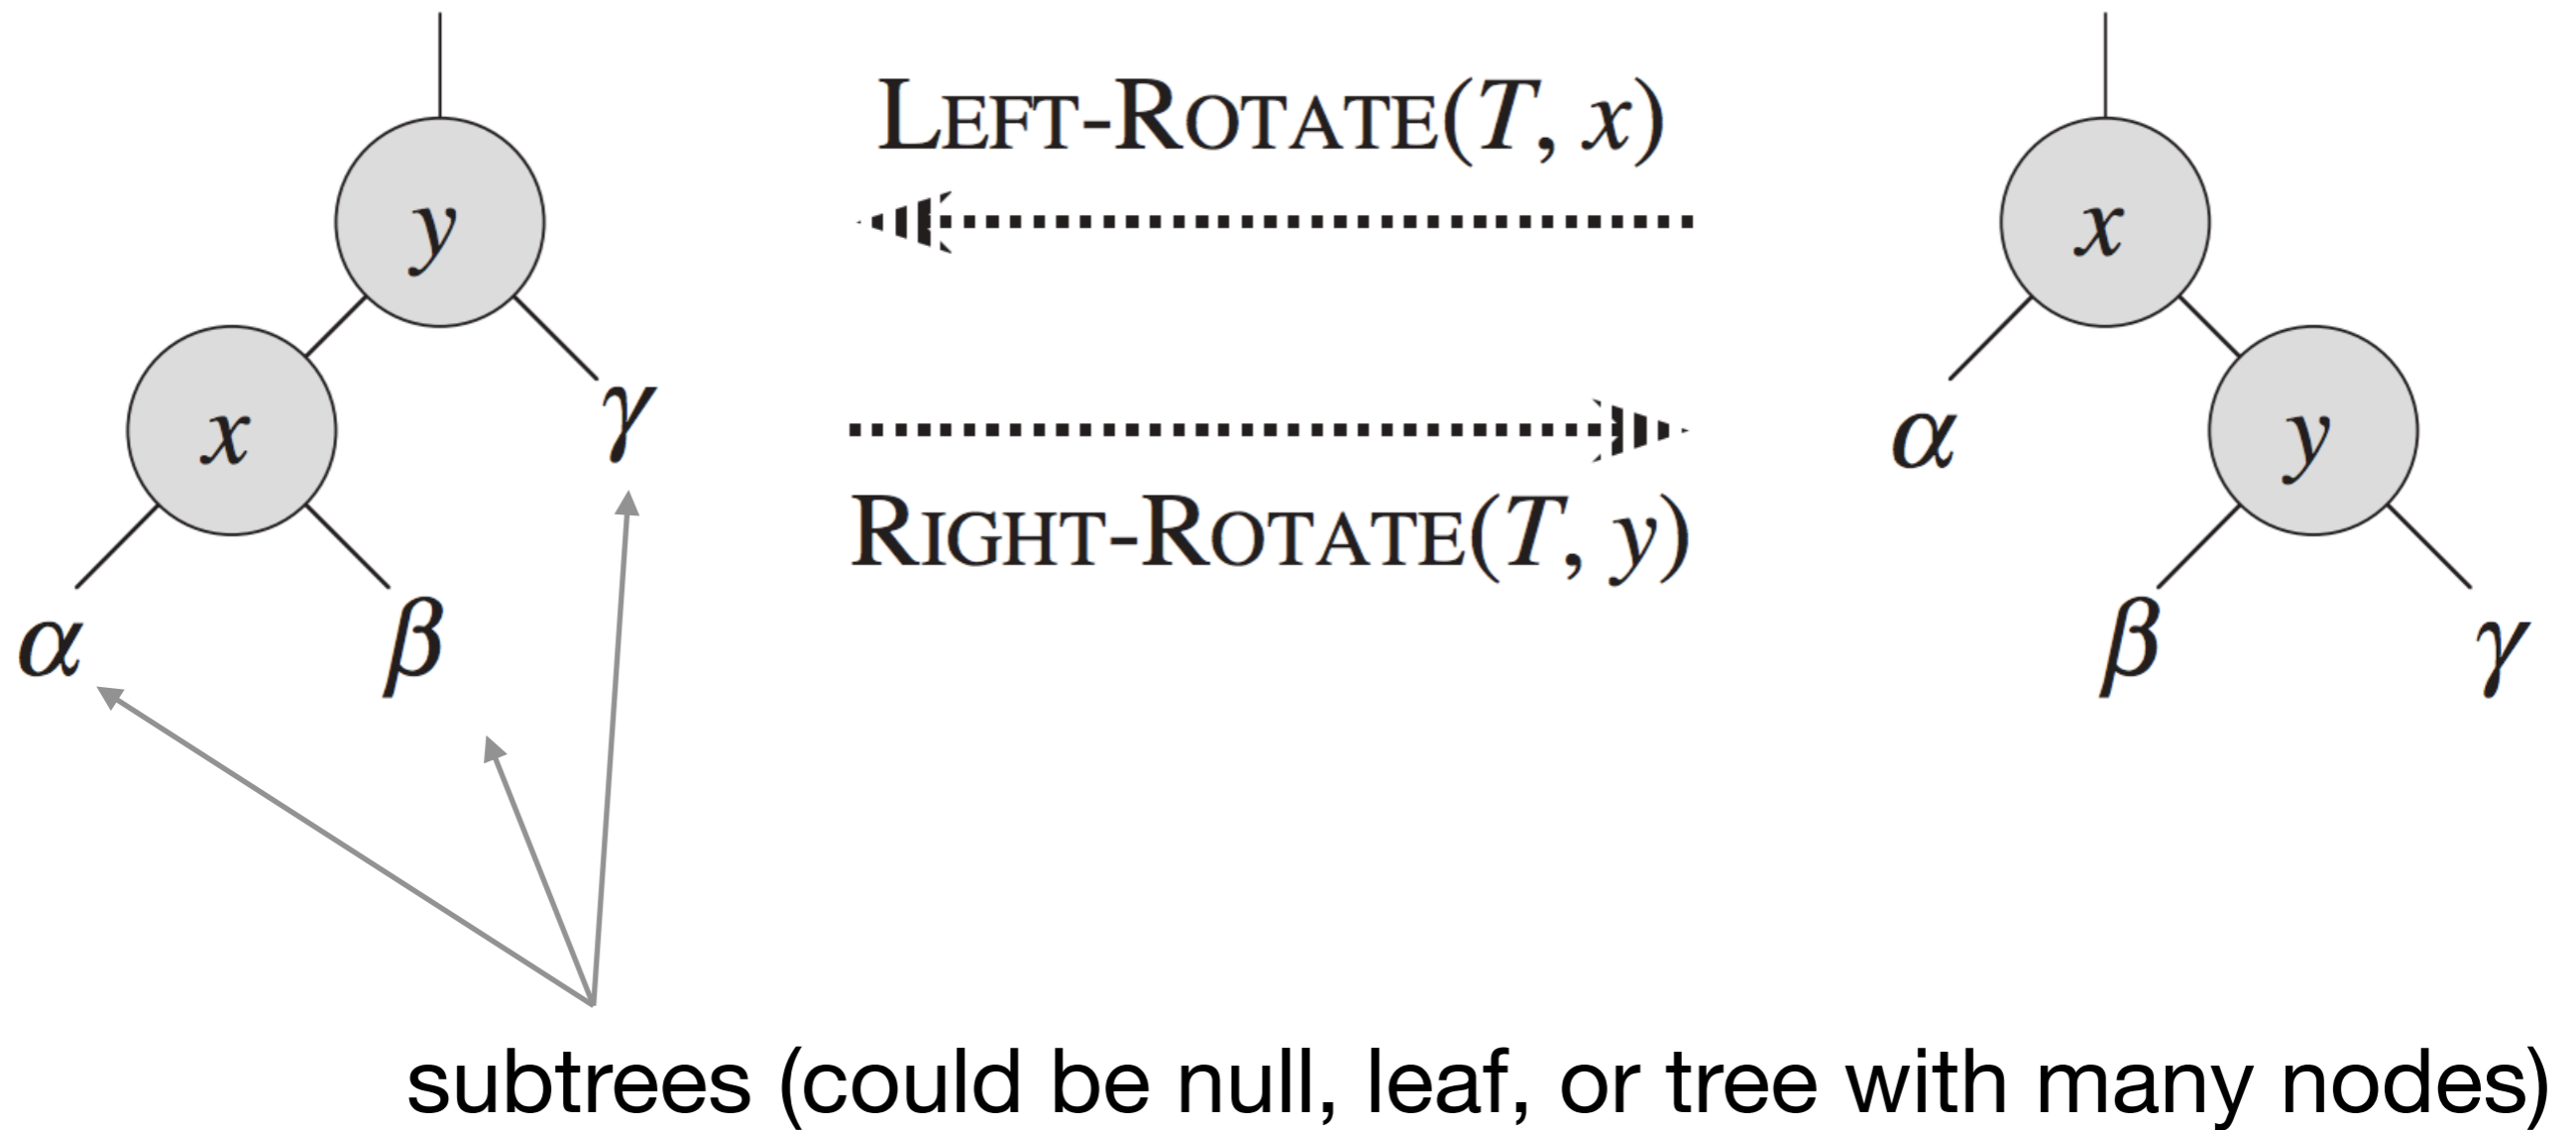 LEFT-ROTATE(T, x)
y
x
x
γ
α
y
RIGHT-ROTATE(T, y)
α
β
β
γ
subtrees (could be null, leaf, or tree with many nodes)